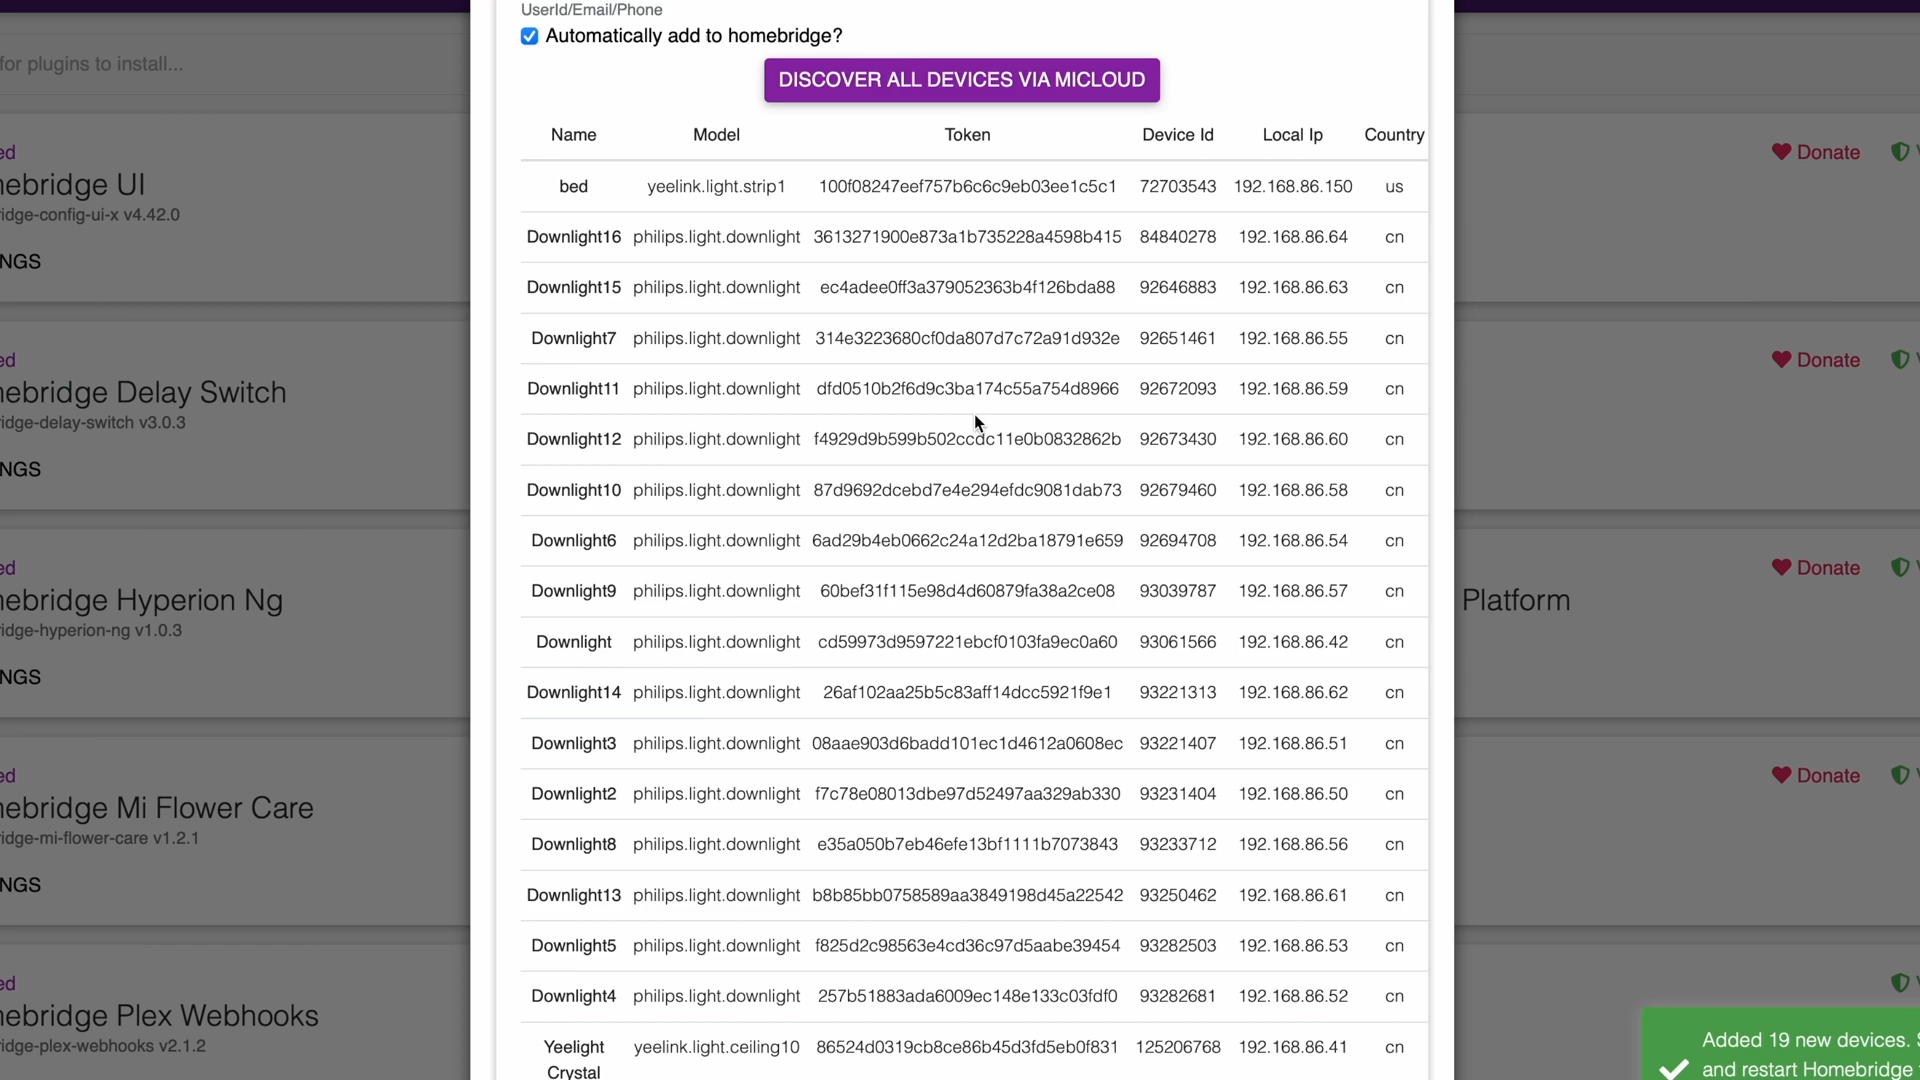 UserId/Email/Phone
Automatically add to homebridge?
for plugins to install...
DISCOVER ALL DEVICES VIA MICLOUD
Name Model Token Device Id Local Ip Country
bed yeelink.light.strip1 100f08247eef757b6c6c9eb03ee1c5c1 72703543 192.168.86.150 us
Downlight16 philips.light.downlight 3613271900e873a1b735228a4598b415 84840278 192.168.86.64 cn
Downlight15 philips.light.downlight ec4adee0ff3a379052363b4f126bda88 92646883 192.168.86.63 cn
Downlight7 philips.light.downlight 314e3223680cf0da807d7c72a91d932e 92651461 192.168.86.55 cn
Downlight11 philips.light.downlight dfd0510b2f6d9c3ba174c55a754d8966 92672093 192.168.86.59 cn
Downlight12 philips.light.downlight f4929d9b599b502ccdc11e0b0832862b 92673430 192.168.86.60 cn
Downlight10 philips.light.downlight 87d9692dcebd7e4e294efdc9081dab73 92679460 192.168.86.58 cn
Downlight6 philips.light.downlight 6ad29b4eb0662c24a12d2ba18791e659 92694708 192.168.86.54 cn
Downlight9 philips.light.downlight 60bef31f115e98d4d60879fa38a2ce08 93039787 192.168.86.57 cn
Downlight philips.light.downlight cd59973d9597221ebcf0103fa9ec0a60 93061566 192.168.86.42 cn
Downlight14 philips.light.downlight 26af102aa25b5c83aff14dcc5921f9e1 93221313 192.168.86.62 cn
Downlight3 philips.light.downlight 08aae903d6badd101ec1d4612a0608ec 93221407 192.168.86.51 cn
Downlight2 philips.light.downlight f7c78e08013dbe97d52497aa329ab330 93231404 192.168.86.50 cn
Downlight8 philips.light.downlight e35a050b7eb46efe13bf1111b7073843 93233712 192.168.86.56 cn
Downlight13 philips.light.downlight b8b85bb0758589aa3849198d45a22542 93250462 192.168.86.61 cn
Downlight5 philips.light.downlight f825d2c98563e4cd36c97d5aabe39454 93282503 192.168.86.53 cn
Downlight4 philips.light.downlight 257b51883ada6009ec148e133c03fdf0 93282681 192.168.86.52 cn
Yeelight yeelink.light.ceiling10 86524d0319cb8ce86b45d3fd5eb0f831 125206768 192.168.86.41 cn
Crystal
ed
nebridge UI
idge-config-ui-x v4.42.0
NGS
ed
nebridge Delay Switch
idge-delay-switch v3.0.3
NGS
ed
nebridge Hyperion Ng
idge-hyperion-ng v1.0.3
NGS
ed
nebridge Mi Flower Care
idge-mi-flower-care v1.2.1
NGS
ed
nebridge Plex Webhooks
idge-plex-webhooks v2.1.2
Donate
Donate
Donate
Platform
Donate
Added 19 new devices.
and restart Homebridge